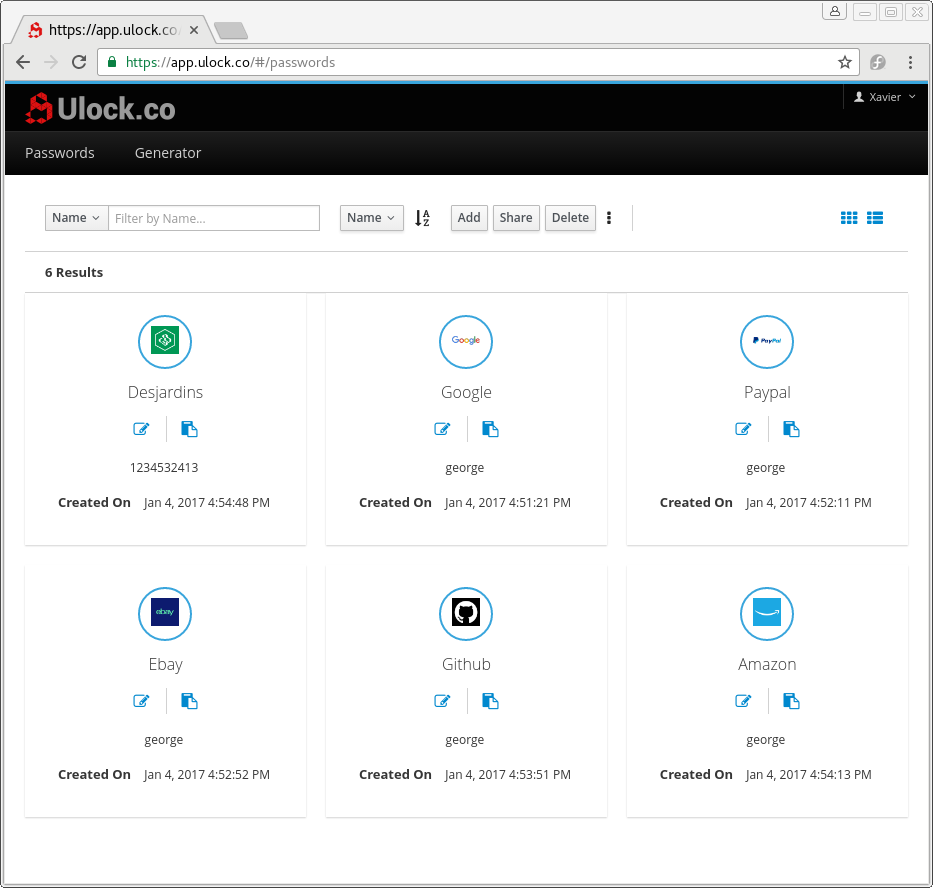 https://app.ulock.co/
https://app.ulock.co/#/passwords
Ulock.co
Xavier
Passwords Generator
Name Filter by Name... Name A Z Add Share Delete
6 Results
Google PayPal
Desjardins Google Paypal
1234532413 george george
Created On Jan 4, 2017 4:54:48 PM Created On Jan 4, 2017 4:51:21 PM Created On Jan 4, 2017 4:52:11 PM
ebay
Ebay Github Amazon
george george george
Created On Jan 4, 2017 4:52:52 PM Created On Jan 4, 2017 4:53:51 PM Created On Jan 4, 2017 4:54:13 PM